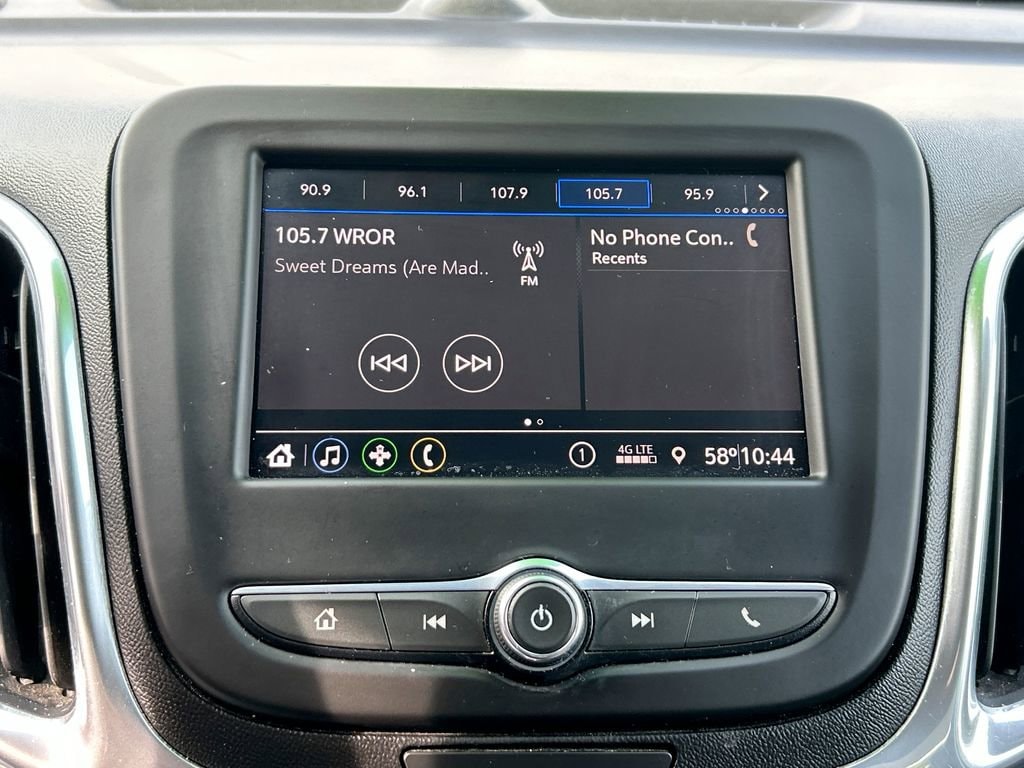 90.9 96.1 107.9 105.7 95.9
105.7 WROR
Sweet Dreams (Are Mad..
FM
No Phone Con..
Recents
1 4G LTE 58° 10:44